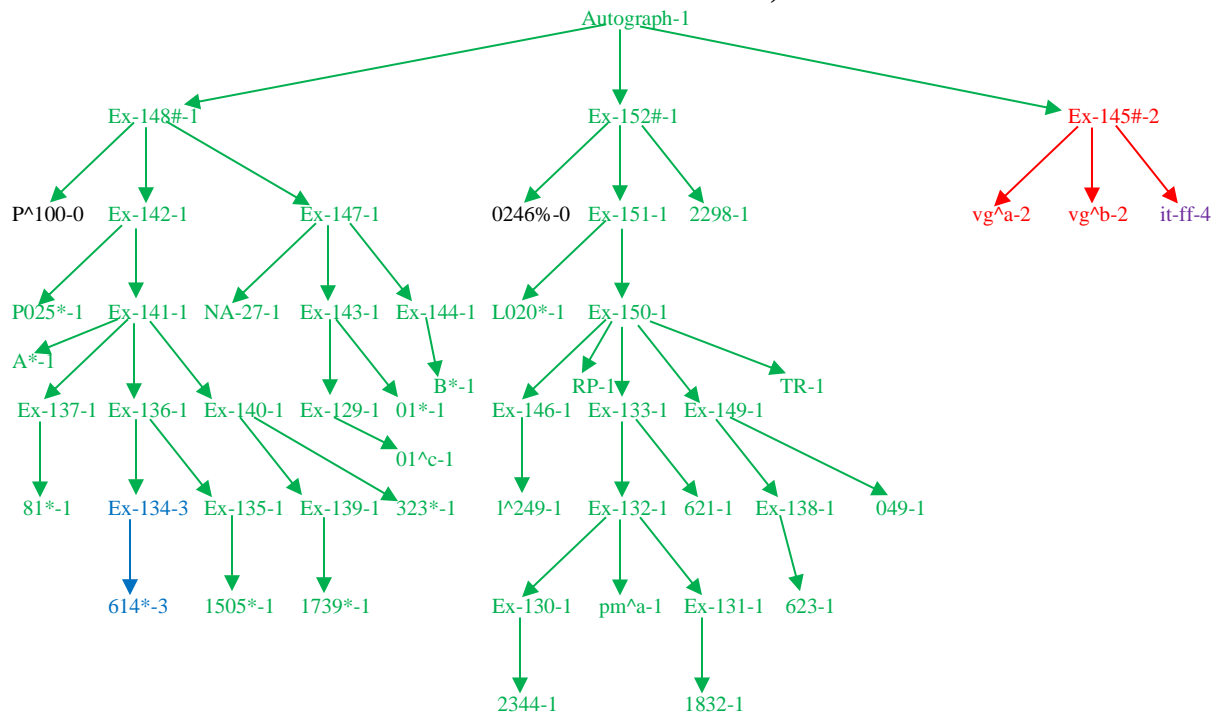 Autograph-1
Ex-148#-1 Ex-152#-1 Ex-145#-2
P^100-0 Ex-142-1 Ex-147-1 0246%-0 Ex-151-1 2298-1 vg^a-2 vg^b-2 it-ff-4
P025*-1 Ex-141-1 NA-27-1 Ex-143-1 Ex-144-1 L020*-1 Ex-150-1
A*-1 B*-1 RP-1 TR-1
Ex-137-1 Ex-136-1 Ex-140-1 Ex-129-1 01*-1 Ex-146-1 Ex-133-1 Ex-149-1
01^c-1
81*-1 Ex-134-3 Ex-135-1 Ex-139-1 323*-1 l^249-1 Ex-132-1 621-1 Ex-138-1 049-1
614*-3 1505*-1 1739*-1 Ex-130-1 pm^a-1 Ex-131-1 623-1
2344-1 1832-1